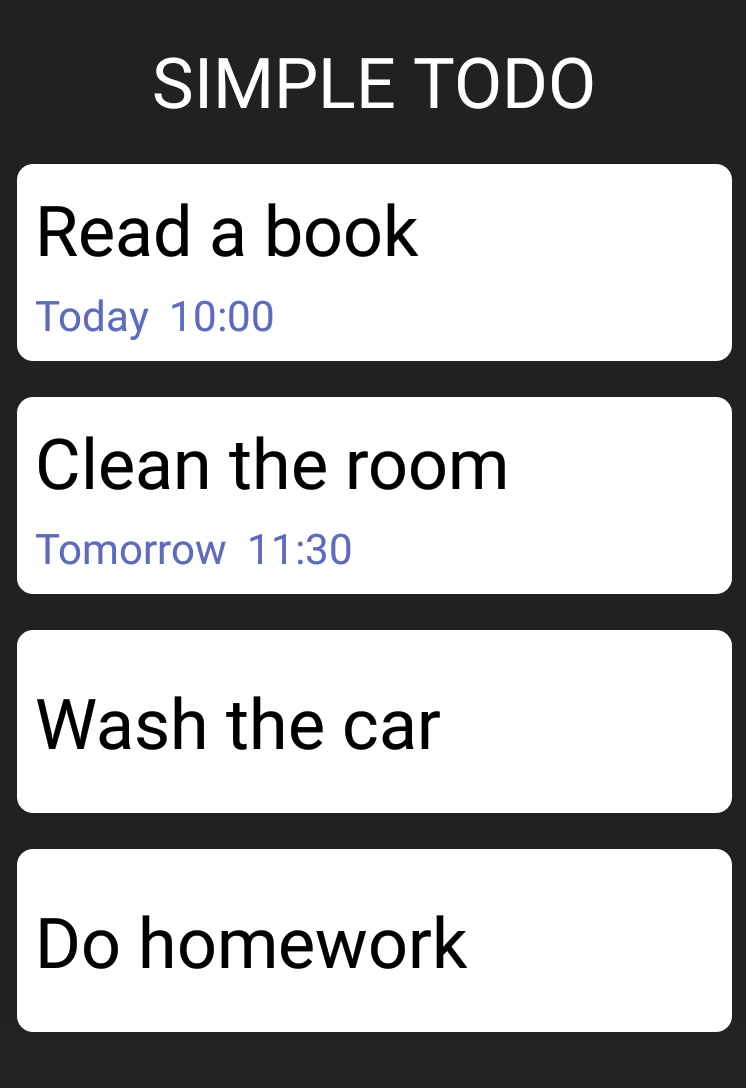 SIMPLE TODO
Read a book
Today 10:00
Clean the room
Tomorrow 11:30
Wash the car
Do homework